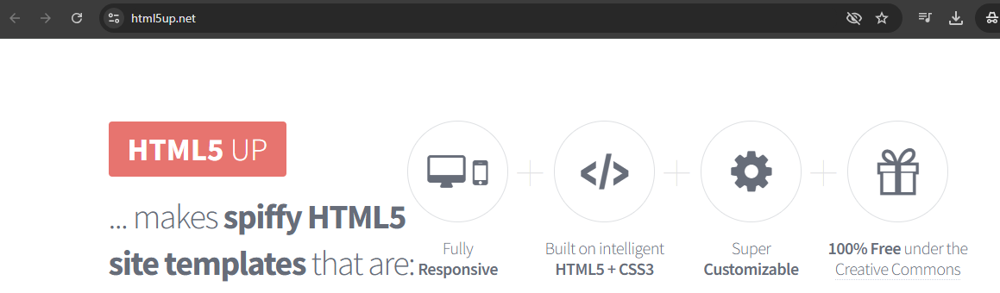 html5up.net
HTML5 UP
... makes spiffy HTML5
site templates that are:
Fully
Responsive
Built on intelligent
HTML5 + CSS3
Super
Customizable
100% Free under the
Creative Commons